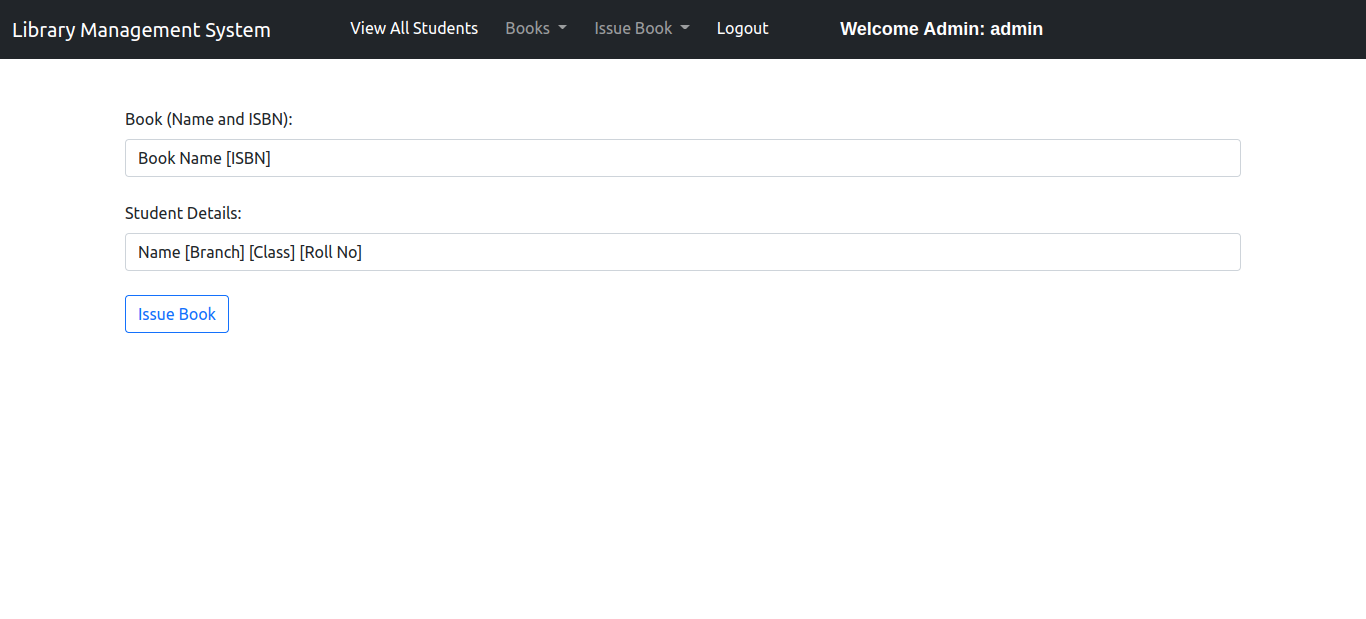 Library Management System View All Students Books Issue Book Logout Welcome Admin: admin
Book (Name and ISBN):
Book Name [ISBN]
Student Details:
Name [Branch] [Class] [Roll No]
Issue Book